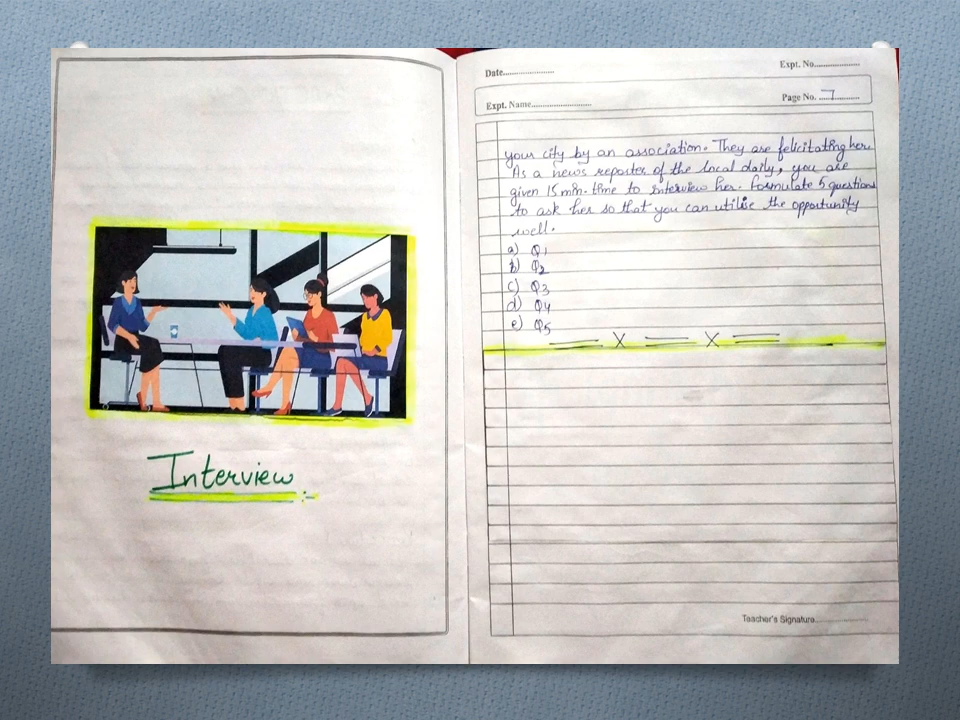 Interview
Date
Expt. No.
Expt. Name
Page No. 7
your city by an association. They are felicitating her.
As a news reporter of the local daily, you are
given 15 min. time to interview her. Formulate 5 questions
to ask her so that you can utilise the opportunity
well.
a) Q1
b) Q2
c) Q3
d) Q4
e) Q5
Teacher's Signature